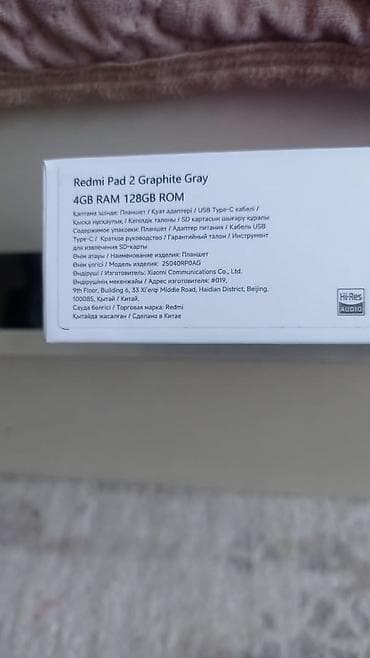 Redmi Pad 2 Graphite Gray
4GB RAM 128GB ROM
Қаптама ішінде: Планшет / Қуат адаптері / USB Type-C кабелі /
Қысқа нұсқаулық / Кепілдік талоны / SD картасын шығару құралы
Содержимое упаковки: Планшет / Адаптер питания / Кабель USB
Type-C / Краткое руководство / Гарантийный талон / Инструмент
для извлечения SD-карты
Өнім атауы / Наименование изделия: Планшет
Өнім үлгісі / Модель изделия: 25040RP0AG
Өндіруші / Изготовитель: Xiaomi Communications Co., Ltd.
Өндірушінің мекенжайы / Адрес изготовителя: #019,
9th Floor, Building 6, 33 Xi'erqi Middle Road, Haidian District, Beijing,
100085, Қытай / Китай.
Сауда белгісі / Торговая марка: Redmi
Қытайда жасалған / Сделано в Китае
Hi-Res
AUDIO